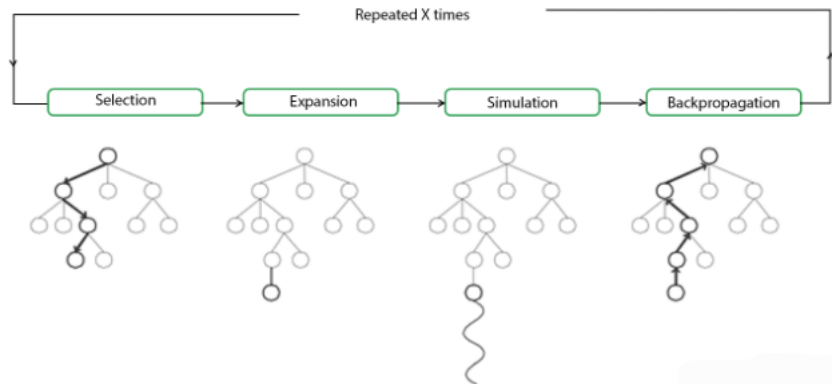 Repeated X times
Selection
Expansion
Simulation
Backpropagation